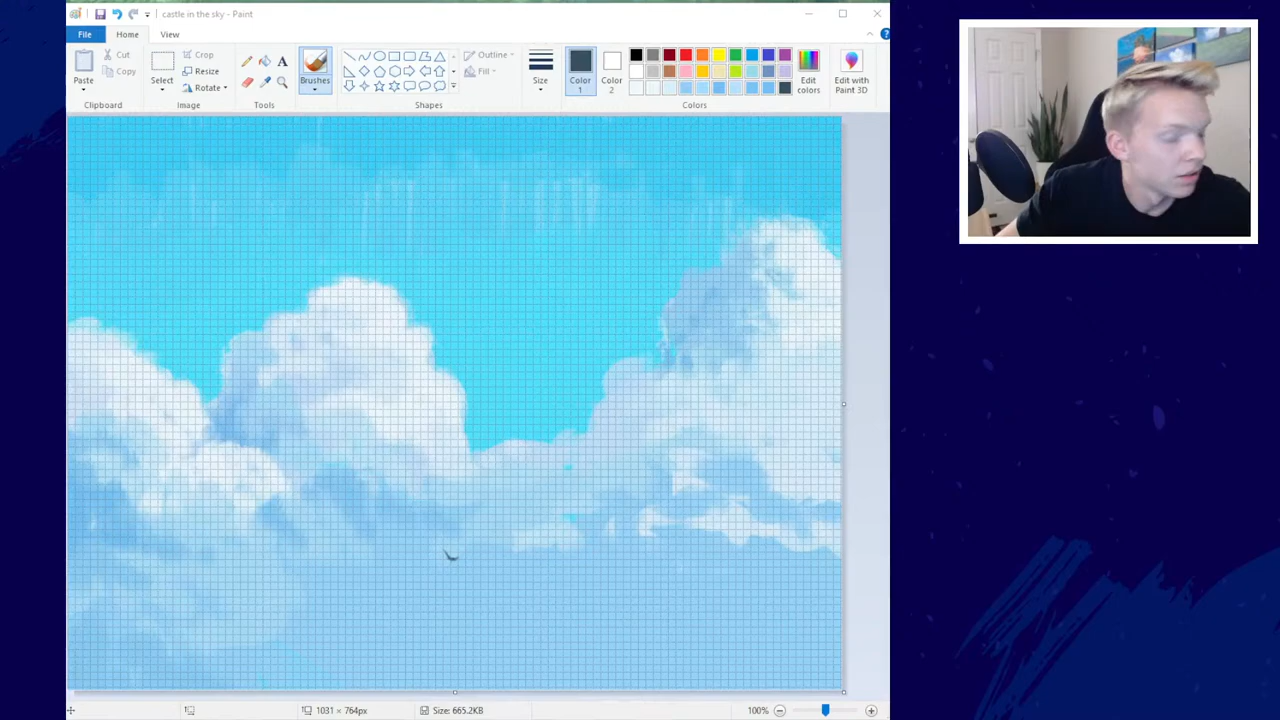 castle in the sky - Paint
File Home View
Paste Cut Copy Clipboard
Select Crop Resize Rotate Image
Tools
Brushes
Outline Fill Shapes
Size
Color 1
Color 2
Edit colors
Edit with Paint 3D
Colors
1031 × 764px
Size: 665.2KB
100%